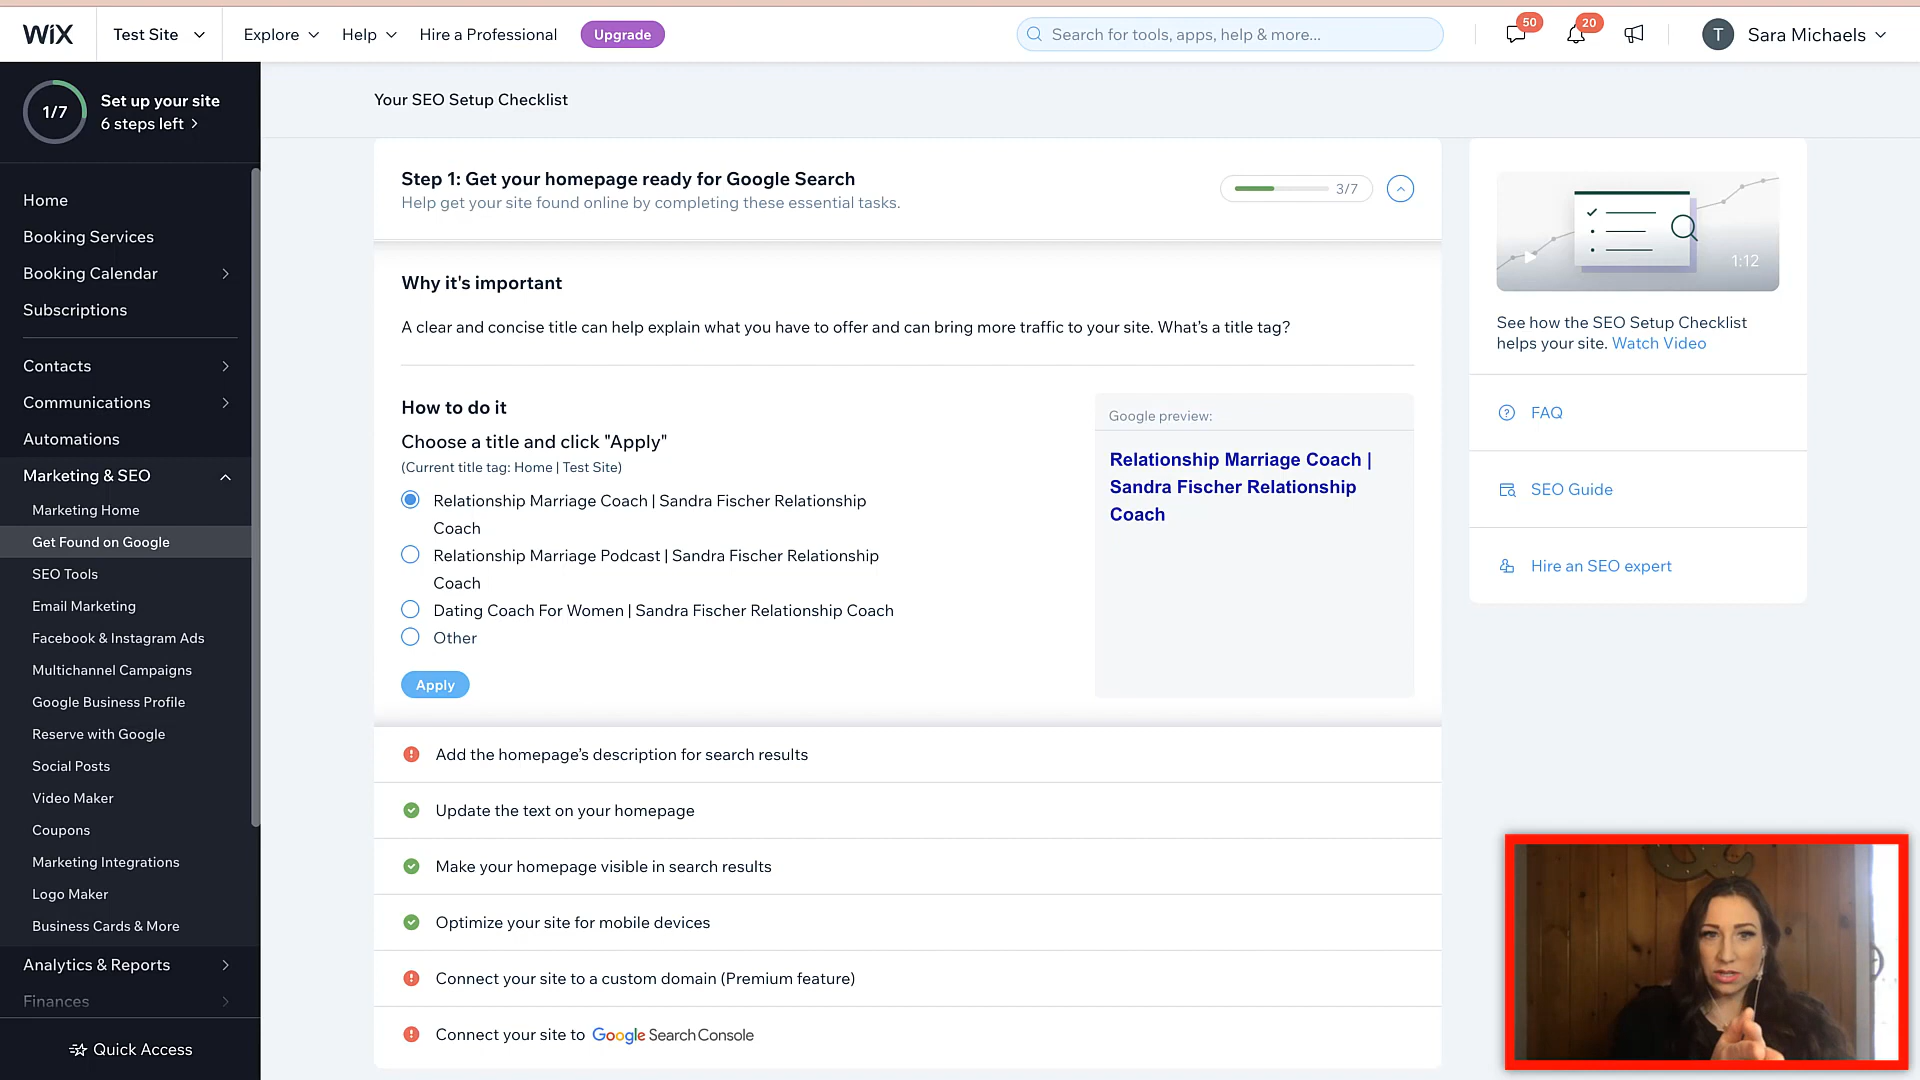 WiX
Test Site
Explore
Help
Hire a Professional
Upgrade
Search for tools, apps, help & more...
50
20
T
Sara Michaels
1/7
Set up your site
6 steps left
Home
Booking Services
Booking Calendar
Subscriptions
Contacts
Communications
Automations
Marketing & SEO
Marketing Home
Get Found on Google
SEO Tools
Email Marketing
Facebook & Instagram Ads
Multichannel Campaigns
Google Business Profile
Reserve with Google
Social Posts
Video Maker
Coupons
Marketing Integrations
Logo Maker
Business Cards & More
Analytics & Reports
Finances
Quick Access
Your SEO Setup Checklist
Step 1: Get your homepage ready for Google Search
Help get your site found online by completing these essential tasks.
3/7
Why it's important
A clear and concise title can help explain what you have to offer and can bring more traffic to your site. What’s a title tag?
How to do it
Choose a title and click "Apply"
(Current title tag: Home | Test Site)
Relationship Marriage Coach | Sandra Fischer Relationship
Coach
Relationship Marriage Podcast | Sandra Fischer Relationship
Coach
Dating Coach For Women | Sandra Fischer Relationship Coach
Other
Apply
Google preview:
Relationship Marriage Coach |
Sandra Fischer Relationship
Coach
Add the homepage’s description for search results
Update the text on your homepage
Make your homepage visible in search results
Optimize your site for mobile devices
Connect your site to a custom domain (Premium feature)
Connect your site to Google Search Console
1:12
See how the SEO Setup Checklist
helps your site. Watch Video
FAQ
SEO Guide
Hire an SEO expert